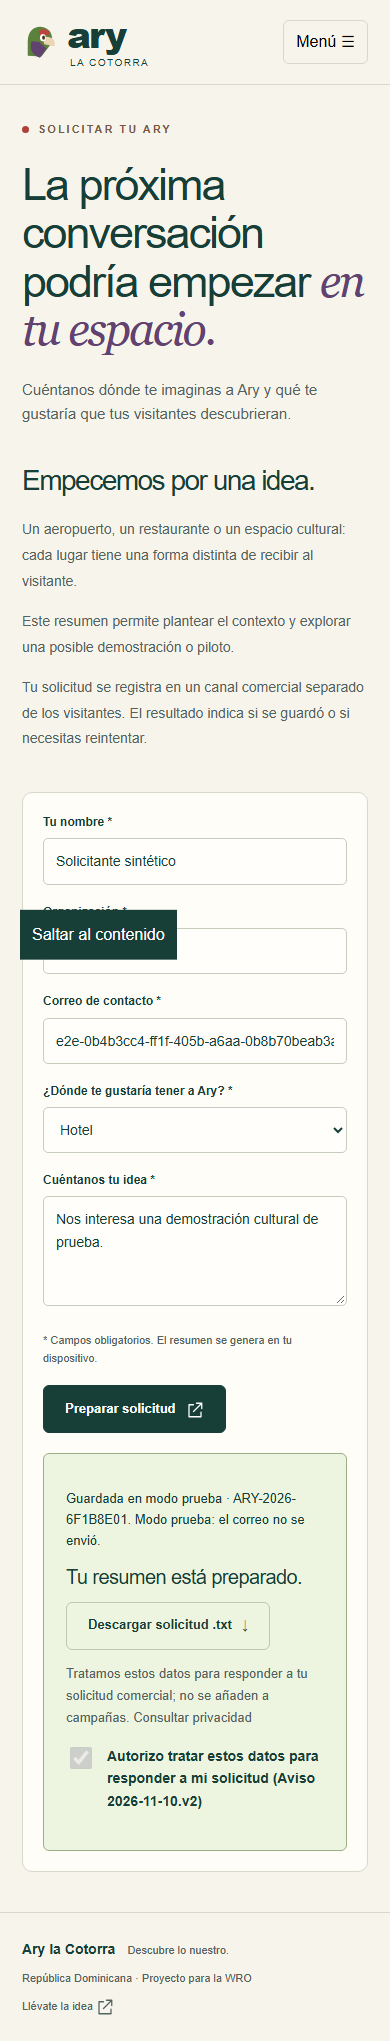 ary
LA COTORRA
Menú ☰
SOLICITAR TU ARY
La próxima
conversación
podría empezar en
tu espacio.
Cuéntanos dónde te imaginas a Ary y qué te
gustaría que tus visitantes descubrieran.
Empecemos por una idea.
Un aeropuerto, un restaurante o un espacio cultural:
cada lugar tiene una forma distinta de recibir al
visitante.
Este resumen permite plantear el contexto y explorar
una posible demostración o piloto.
Tu solicitud se registra en un canal comercial separado
de los visitantes. El resultado indica si se guardó o si
necesitas reintentar.
Tu nombre *
Solicitante sintético
Saltar al contenido
Correo de contacto *
e2e-0b4b3cc4-ff1f-405b-a6aa-0b8b70beab3a
¿Dónde te gustaría tener a Ary? *
Hotel
Cuéntanos tu idea *
Nos interesa una demostración cultural de
prueba.
* Campos obligatorios. El resumen se genera en tu
dispositivo.
Preparar solicitud
Guardada en modo prueba · ARY-2026-
6F1B8E01. Modo prueba: el correo no se
envió.
Tu resumen está preparado.
Descargar solicitud .txt ↓
Tratamos estos datos para responder a tu
solicitud comercial; no se añaden a
campañas. Consultar privacidad
Autorizo tratar estos datos para
responder a mi solicitud (Aviso
2026-11-10.v2)
Ary la Cotorra Descubre lo nuestro.
República Dominicana · Proyecto para la WRO
Llévate la idea